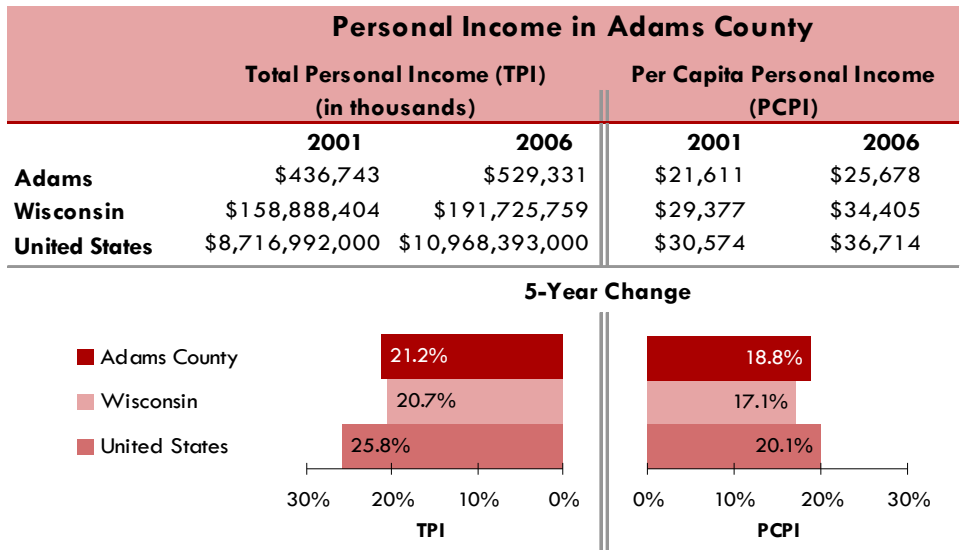 Personal Income in Adams County
Total Personal Income (TPI) Per Capita Personal Income
(in thousands) (PCPI)
2001 2006 2001 2006
Adams $436,743 $529,331 $21,611 $25,678
Wisconsin $158,888,404 $191,725,759 $29,377 $34,405
United States $8,716,992,000 $10,968,393,000 $30,574 $36,714
5-Year Change
Adams County 21.2% 18.8%
Wisconsin 20.7% 17.1%
United States 25.8% 20.1%
30% 20% 10% 0% 0% 10% 20% 30%
TPI PCPI